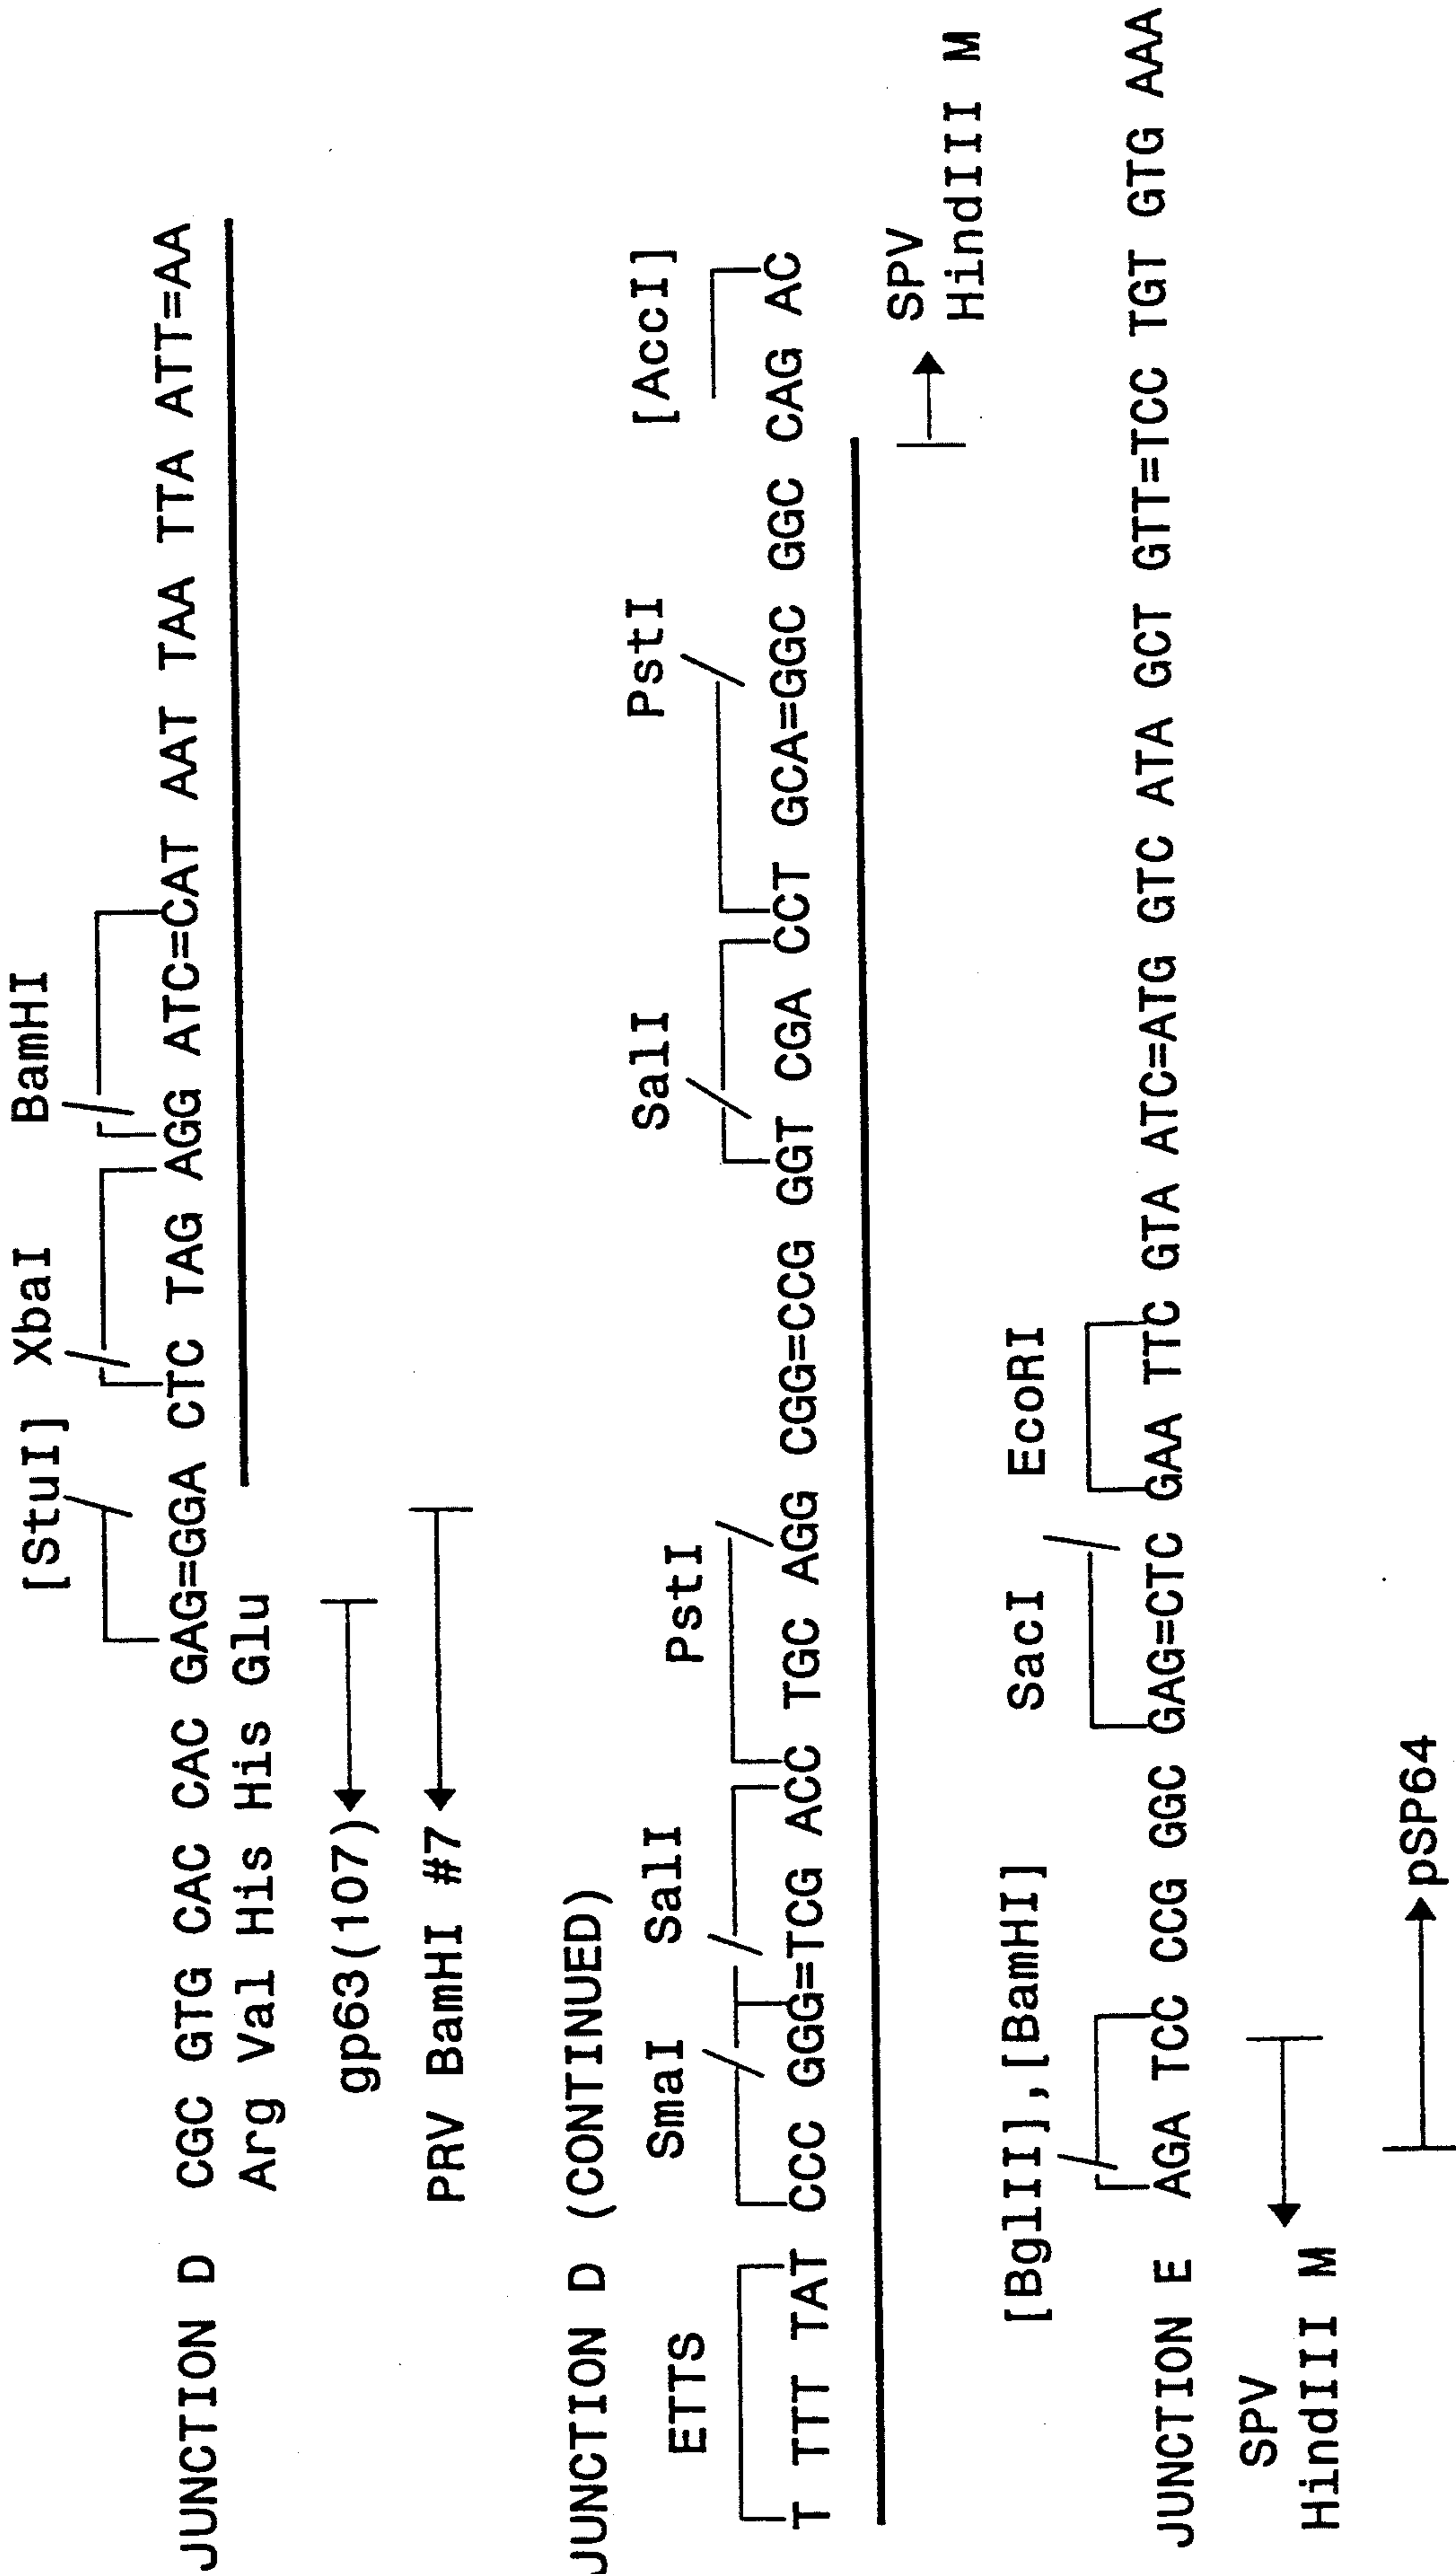 [StuI] XbaI BamHI
JUNCTION D CGC GTG CAC CAC GAG=GGA CTC TAG AGG ATC=CAT AAT TAA TTA ATT=AA
Arg Val His His Glu
gp63(107)
PRV BamHI #7
JUNCTION D (CONTINUED)
ETTS SmaI SalI PstI SalI PstI [AccI]
T TTT TAT CCC GGG=TCG ACC TGC AGG CGG=CCG GGT CGA CCT GCA=GGC GGC CAG AC
SPV
HindIII M
[BglII],[BamHI] SacI EcoRI
JUNCTION E AGA TCC CCG GGC GAG=CTC GAA TTC GTA ATC=ATG GTC ATA GCT GTT=TCC TGT GTG AAA
SPV
HindIII M
pSP64